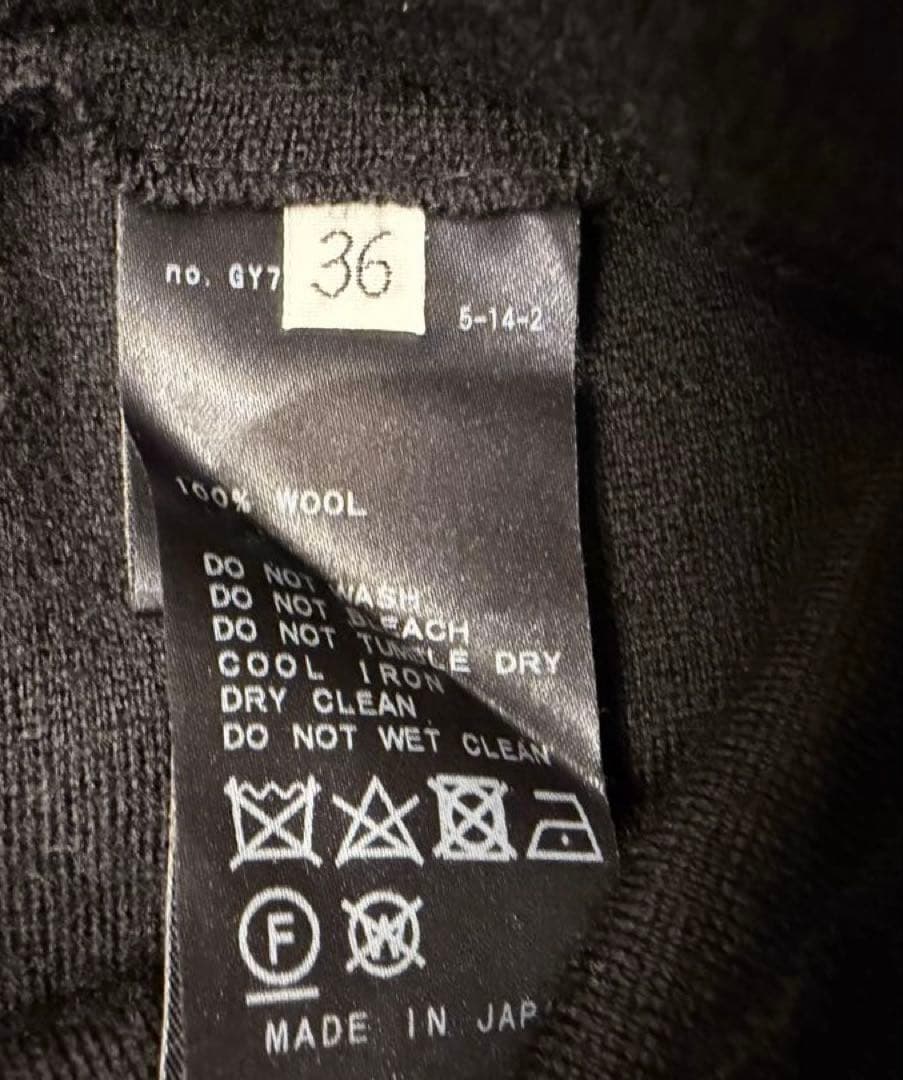 no. GY7
36
5-14-2
100% WOOL
DO NOT WASH
DO NOT BLEACH
DO NOT TUMBLE DRY
COOL IRON
DRY CLEAN
DO NOT WET CLEAN
F
W
MADE IN JAP